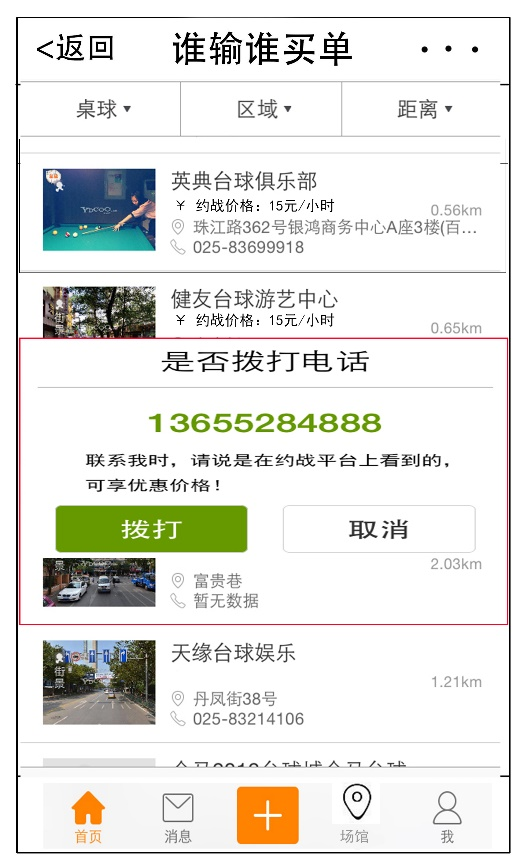 <返回 谁输谁买单 ···
桌球▼ 区域▼ 距离▼
英典台球俱乐部
¥ 约战价格：15元/小时
0.56km
珠江路362号银鸿商务中心A座3楼(百...
025-83699918
健友台球游艺中心
¥ 约战价格：15元/小时
0.65km
街
是否拨打电话
13655284888
联系我时，请说是在约战平台上看到的，
可享优惠价格！
拨打 取消
2.03km
景
富贵巷
暂无数据
天缘台球娱乐
街景
1.21km
丹凤街38号
025-83214106
首页 消息 + 场馆 我